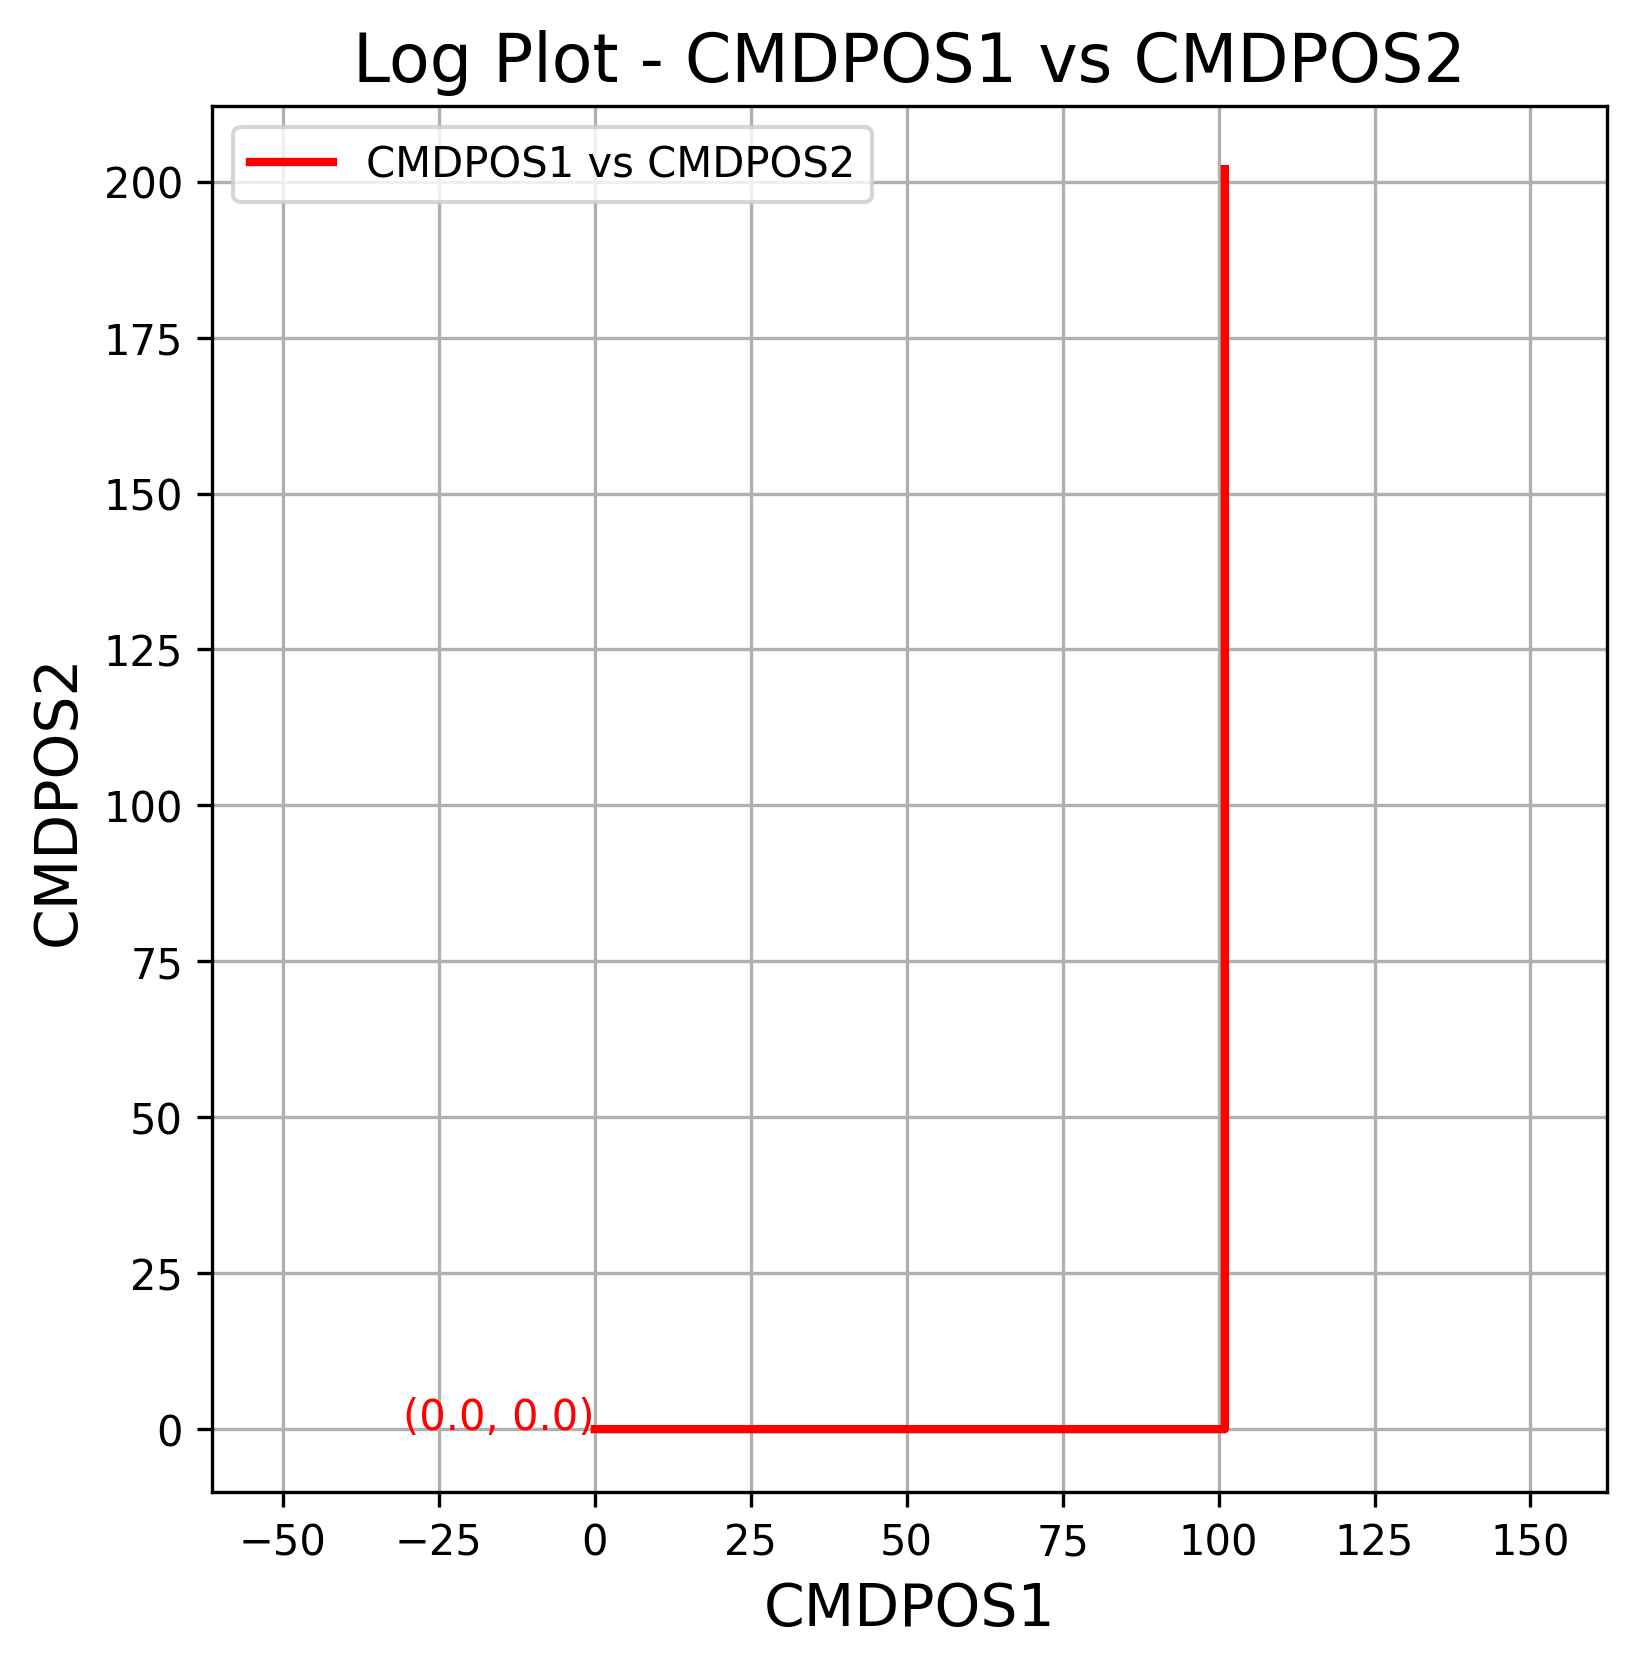 Log Plot - CMDPOS1 vs CMDPOS2
CMDPOS1 vs CMDPOS2
200
175
150
125
100
75
50
25
0
CMDPOS2
(0.0, 0.0)
−50 −25 0 25 50 75 100 125 150
CMDPOS1